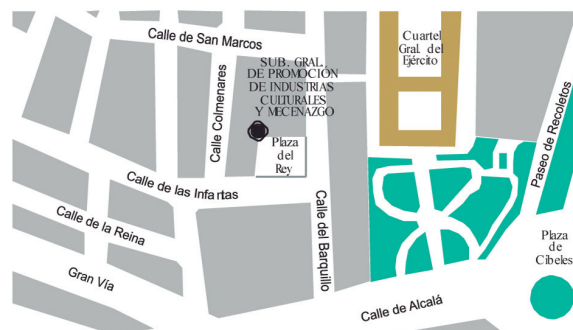 Calle de San Marcos
Cuartel
Gral. del
Ejército
SUB. GRAL.
DE PROMOCIÓN
DE INDUSTRIAS
CULTURALES
Y MECENAZGO
Calle Colmenares
Plaza
del
Rey
Paseo de Recoletos
Calle de las Infartas
Calle de la Reina
Calle del Barquillo
Plaza
de
Cibeles
Gran Vía
Calle de Alcalá